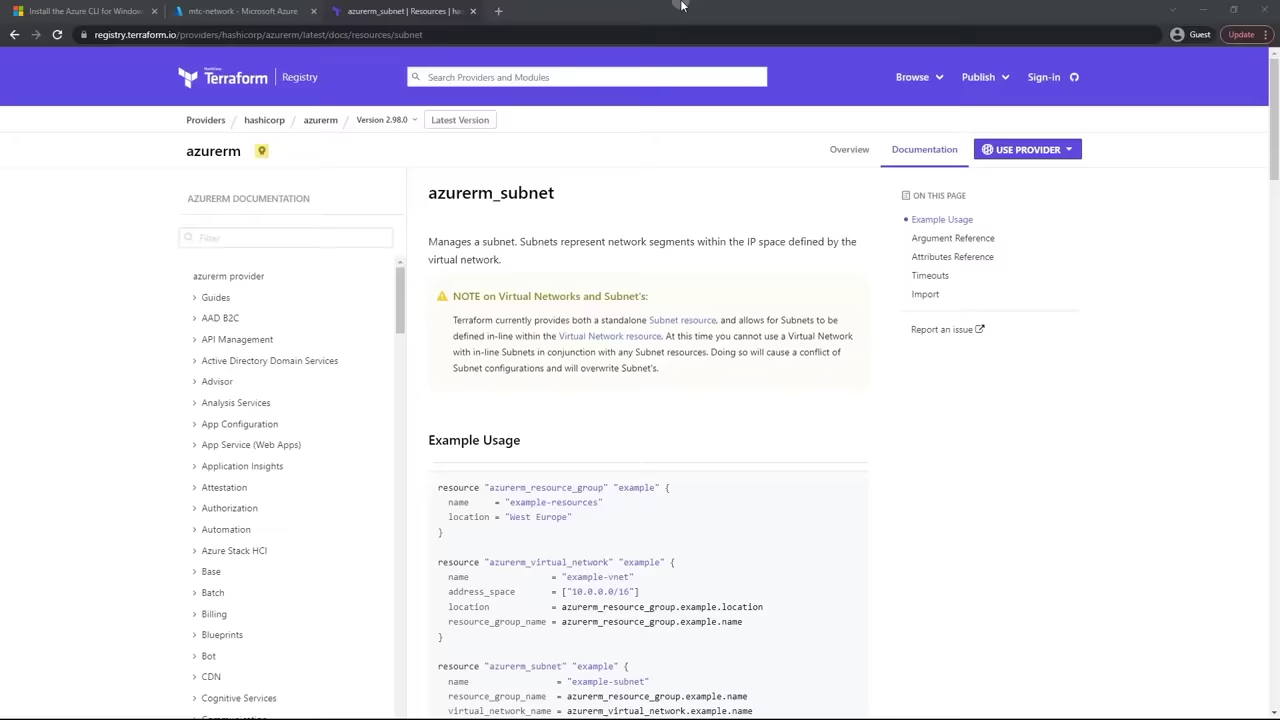 Install the Azure CLI for Windows
mtc-network - Microsoft Azure
azurerm_subnet | Resources | ha
registry.terraform.io/providers/hashicorp/azurerm/latest/docs/resources/subnet
Guest
Update
HashiCorp
Terraform
Registry
Search Providers and Modules
Browse
Publish
Sign-in
Providers / hashicorp / azurerm / Version 2.98.0
Latest Version
azurerm
Overview
Documentation
USE PROVIDER
AZURERM DOCUMENTATION
Filter
azurerm provider
Guides
AAD B2C
API Management
Active Directory Domain Services
Advisor
Analysis Services
App Configuration
App Service (Web Apps)
Application Insights
Attestation
Authorization
Automation
Azure Stack HCI
Base
Batch
Billing
Blueprints
Bot
CDN
Cognitive Services
azurerm_subnet
Manages a subnet. Subnets represent network segments within the IP space defined by the
virtual network.
NOTE on Virtual Networks and Subnet's:
Terraform currently provides both a standalone Subnet resource, and allows for Subnets to be
defined in-line within the Virtual Network resource. At this time you cannot use a Virtual Network
with in-line Subnets in conjunction with any Subnet resources. Doing so will cause a conflict of
Subnet configurations and will overwrite Subnet's.
Example Usage
resource "azurerm_resource_group" "example" {
name = "example-resources"
location = "West Europe"
}
resource "azurerm_virtual_network" "example" {
name = "example-vnet"
address_space = ["10.0.0.0/16"]
location = azurerm_resource_group.example.location
resource_group_name = azurerm_resource_group.example.name
}
resource "azurerm_subnet" "example" {
name = "example-subnet"
resource_group_name = azurerm_resource_group.example.name
virtual_network_name = azurerm_virtual_network.example.name
ON THIS PAGE
Example Usage
Argument Reference
Attributes Reference
Timeouts
Import
Report an issue